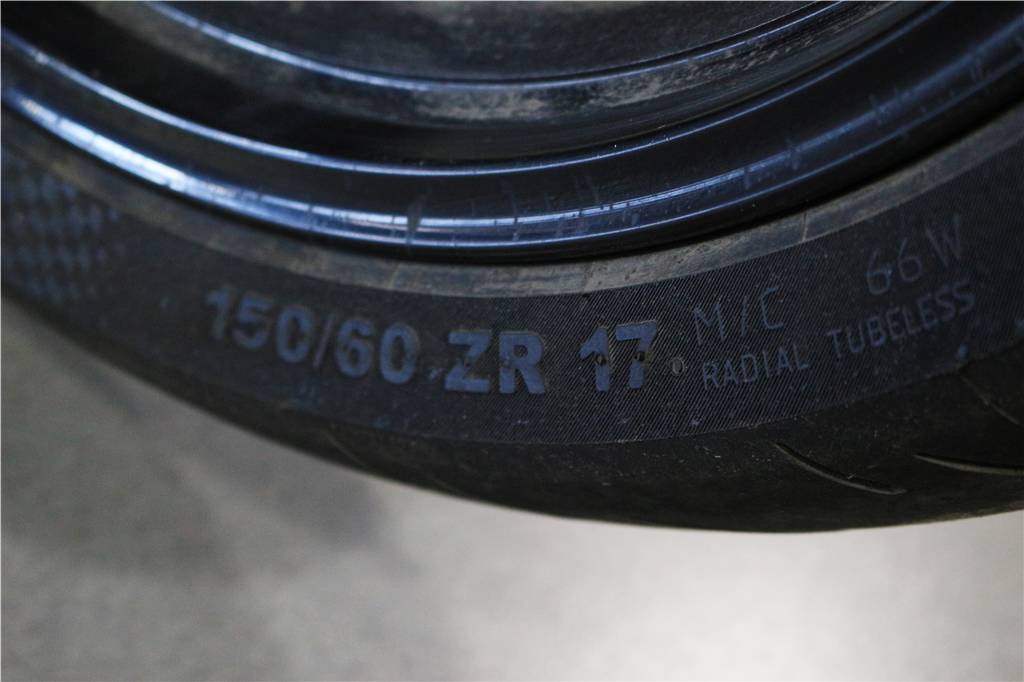 150/60 ZR 17 M/C 66W
RADIAL TUBELESS